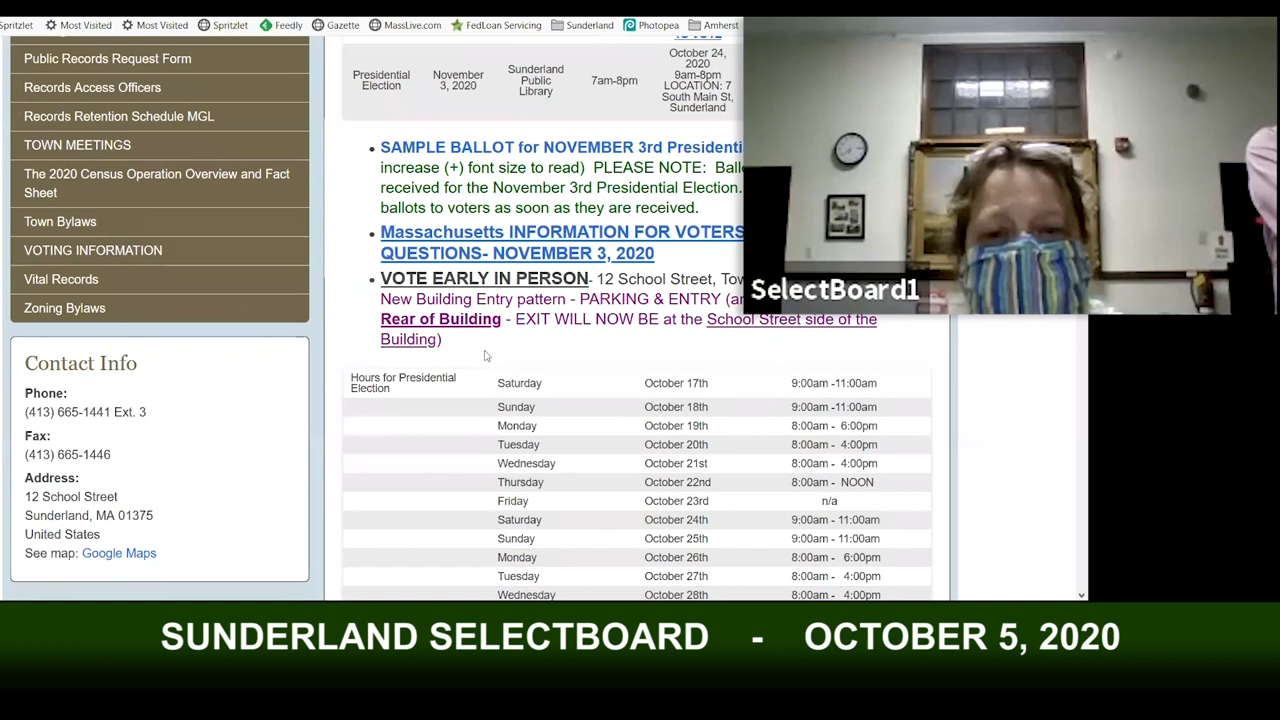 Spritzlet Most Visited Most Visited Spritzlet Feedly Gazette MassLive.com FedLoan Servicing Sunderland Photopea Amherst
Public Records Request Form
Records Access Officers
Records Retention Schedule MGL
TOWN MEETINGS
The 2020 Census Operation Overview and Fact
Sheet
Town Bylaws
VOTING INFORMATION
Vital Records
Zoning Bylaws
Contact Info
Phone:
(413) 665-1441 Ext. 3
Fax:
(413) 665-1446
Address:
12 School Street
Sunderland, MA 01375
United States
See map: Google Maps
Presidential
Election
November
3, 2020
Sunderland
Public
Library
7am-8pm
October 24,
2020
9am-8pm
LOCATION: 7
South Main St,
Sunderland
SAMPLE BALLOT for NOVEMBER 3rd Presidenti
increase (+) font size to read) PLEASE NOTE: Ball
received for the November 3rd Presidential Election.
ballots to voters as soon as they are received.
Massachusetts INFORMATION FOR VOTERS
QUESTIONS- NOVEMBER 3, 2020
VOTE EARLY IN PERSON- 12 School Street, Tow
New Building Entry pattern - PARKING & ENTRY (a
Rear of Building - EXIT WILL NOW BE at the School Street side of the
Building)
Hours for Presidential
Election
Saturday October 17th 9:00am -11:00am
Sunday October 18th 9:00am -11:00am
Monday October 19th 8:00am - 6:00pm
Tuesday October 20th 8:00am - 4:00pm
Wednesday October 21st 8:00am - 4:00pm
Thursday October 22nd 8:00am - NOON
Friday October 23rd n/a
Saturday October 24th 9:00am - 11:00am
Sunday October 25th 9:00am - 11:00am
Monday October 26th 8:00am - 6:00pm
Tuesday October 27th 8:00am - 4:00pm
Wednesday October 28th 8:00am - 4:00pm
SelectBoard1
SUNDERLAND SELECTBOARD - OCTOBER 5, 2020